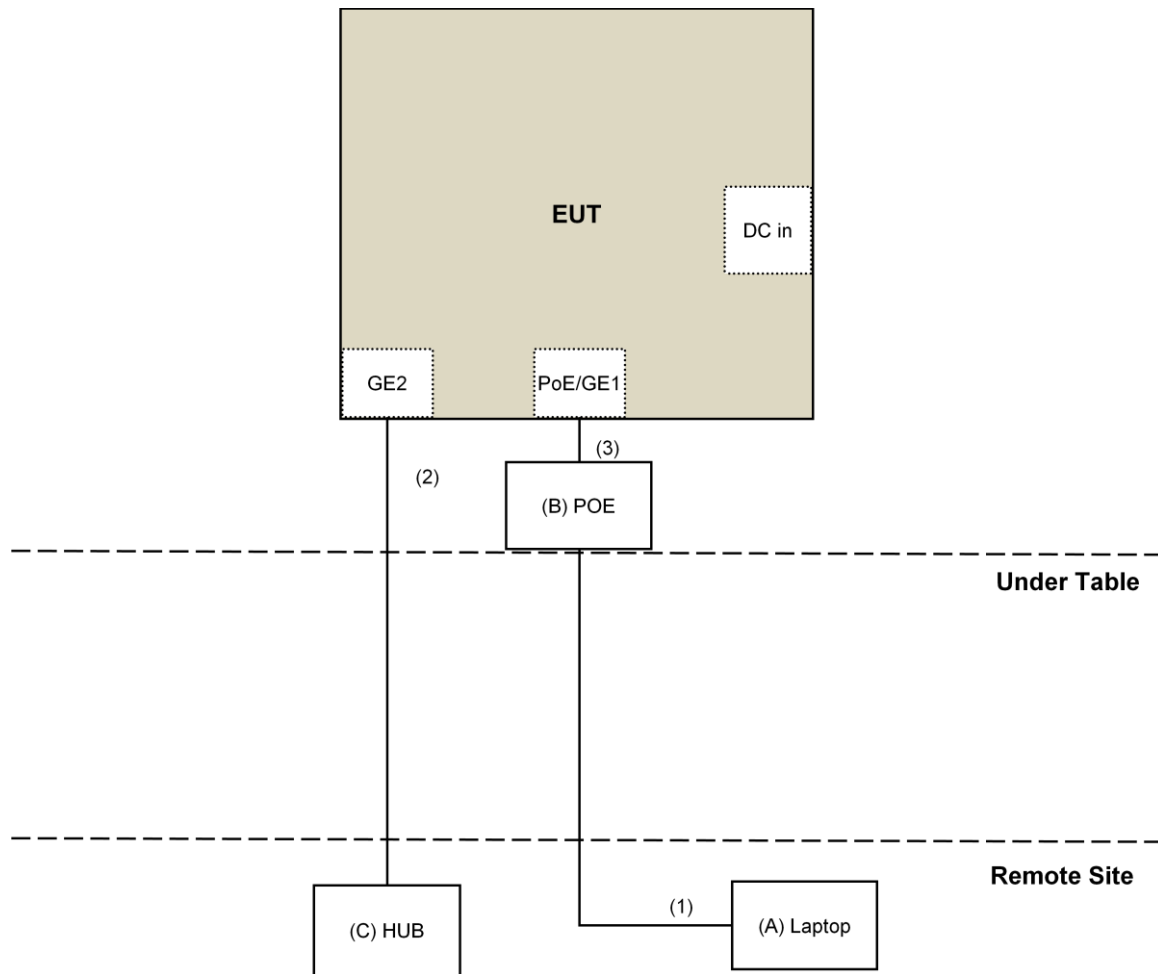 EUT
DC in
GE2
PoE/GE1
(3)
(2)
(B) POE
Under Table
Remote Site
(1)
(A) Laptop
(C) HUB